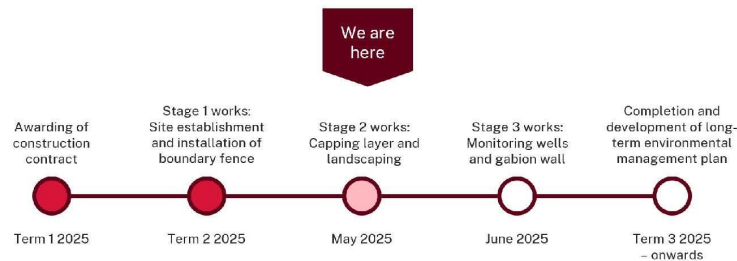 We are
here
Awarding of
construction
contract
Stage 1 works:
Site establishment
and installation of
boundary fence
Stage 2 works:
Capping layer and
landscaping
Stage 3 works:
Monitoring wells
and gabion wall
Completion and
development of long-
term environmental
management plan
Term 1 2025
Term 2 2025
May 2025
June 2025
Term 3 2025
– onwards